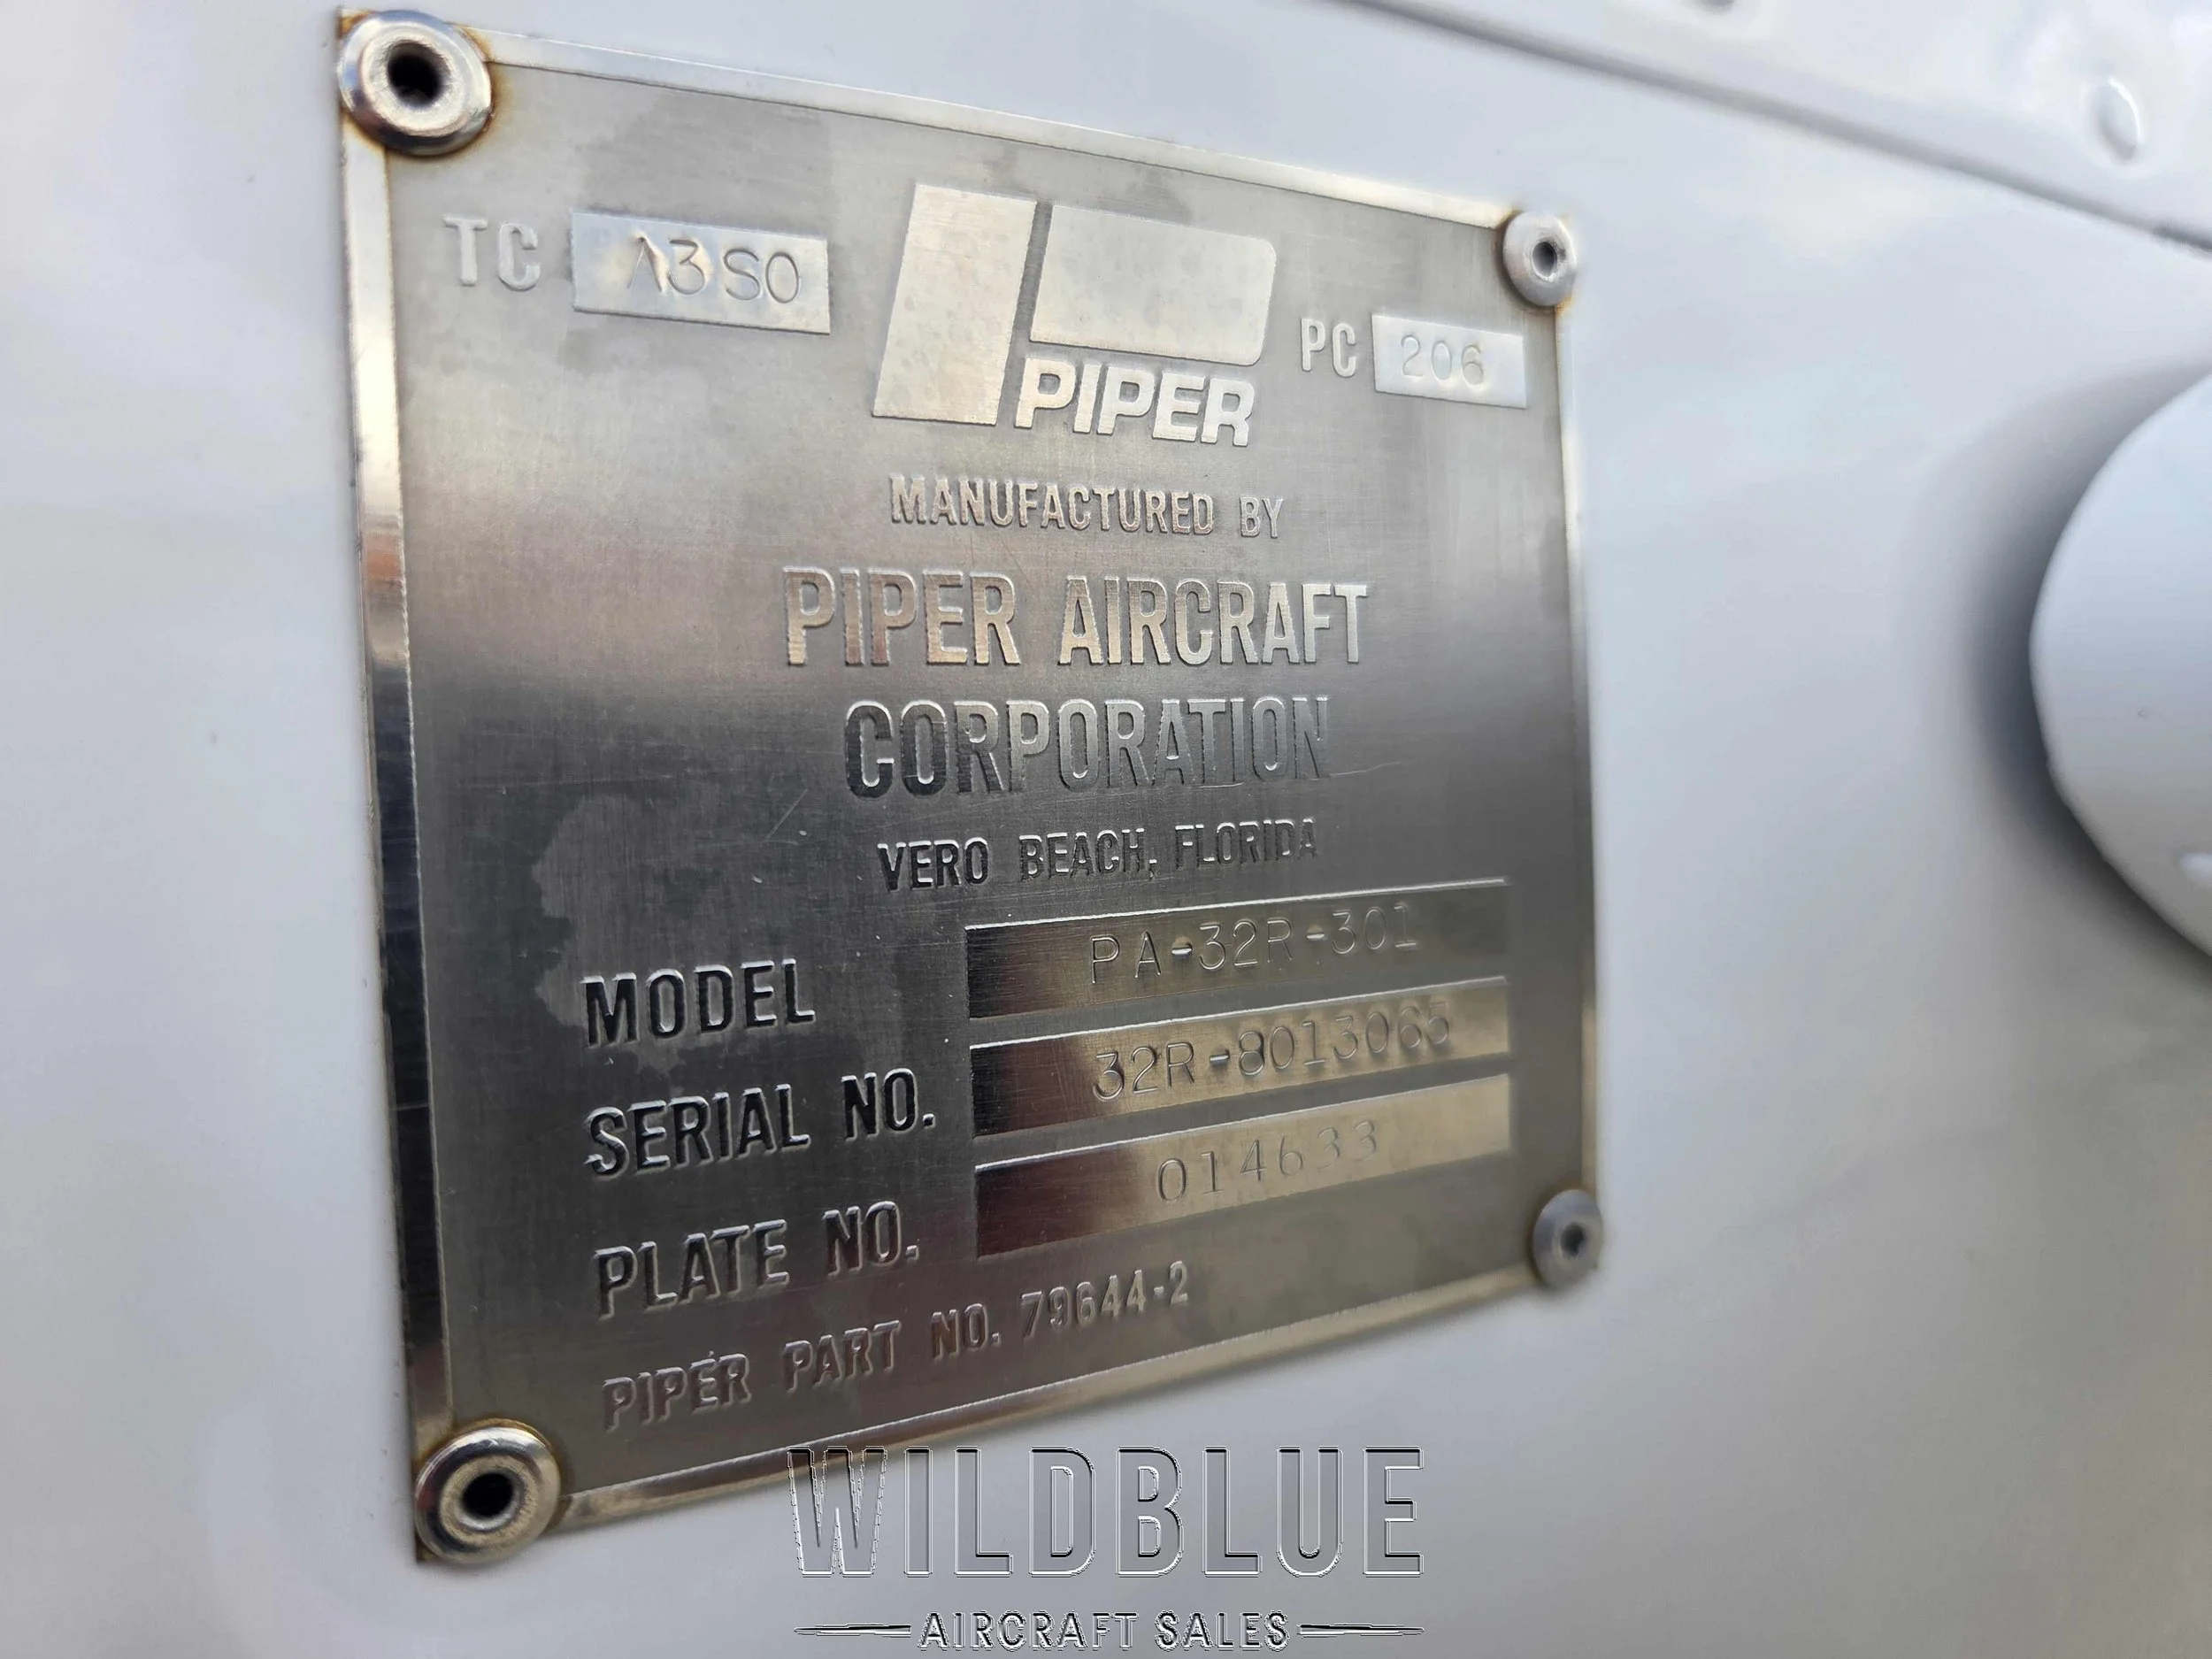 TC A3SO
PIPER
PC 206
MANUFACTURED BY
PIPER AIRCRAFT
CORPORATION
VERO BEACH, FLORIDA
MODEL PA-32R-301
SERIAL NO. 32R-8013065
PLATE NO. 014633
PIPER PART NO. 79644-2
WILDBLUE
AIRCRAFT SALES